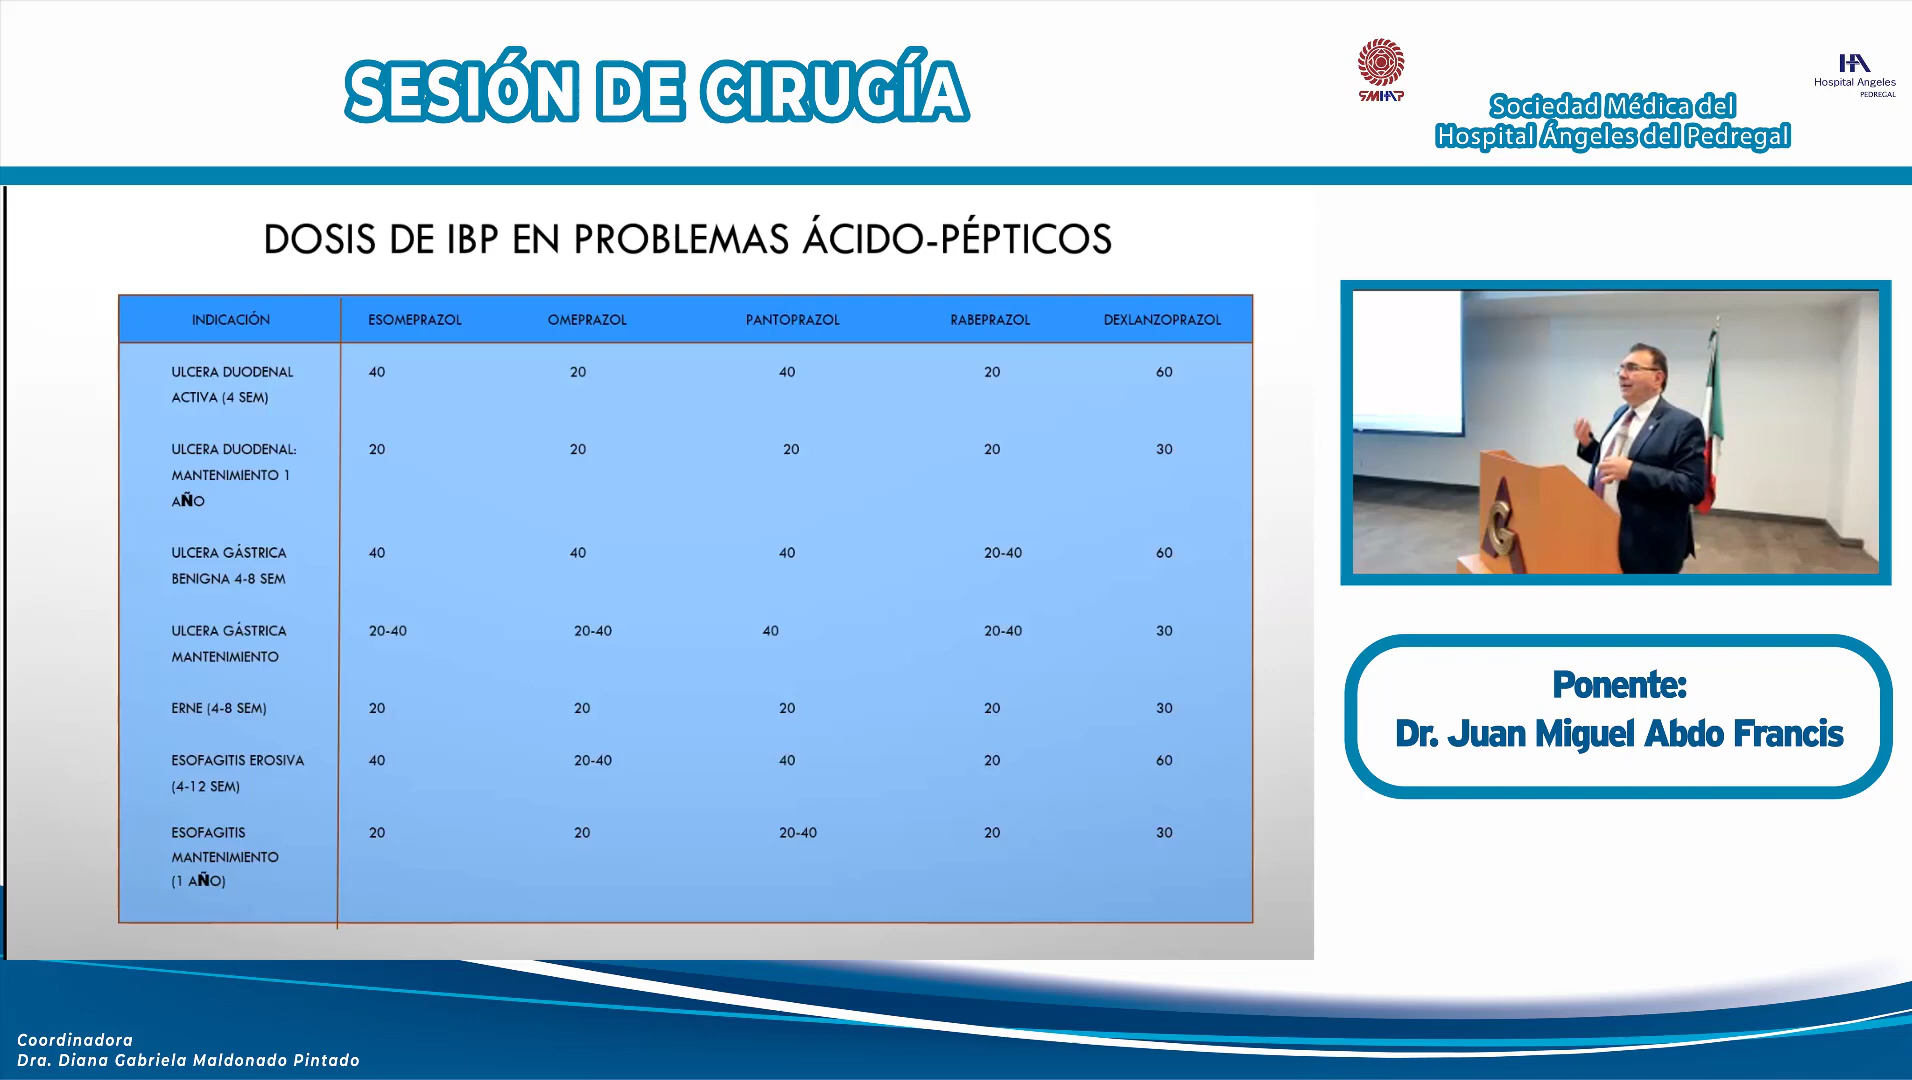 SESIÓN DE CIRUGÍA
SMHAP
Sociedad Médica del
Hospital Ángeles del Pedregal
HA
Hospital Angeles
PEDREGAL
DOSIS DE IBP EN PROBLEMAS ÁCIDO-PÉPTICOS
INDICACIÓN ESOMEPRAZOL OMEPRAZOL PANTOPRAZOL RABEPRAZOL DEXLANZOPRAZOL
ULCERA DUODENAL 40 20 40 20 60
ACTIVA (4 SEM)
ULCERA DUODENAL: 20 20 20 20 30
MANTENIMIENTO 1
AÑO
ULCERA GÁSTRICA 40 40 40 20-40 60
BENIGNA 4-8 SEM
ULCERA GÁSTRICA 20-40 20-40 40 20-40 30
MANTENIMIENTO
ERNE (4-8 SEM) 20 20 20 20 30
ESOFAGITIS EROSIVA 40 20-40 40 20 60
(4-12 SEM)
ESOFAGITIS 20 20 20-40 20 30
MANTENIMIENTO
(1 AÑO)
G
Ponente:
Dr. Juan Miguel Abdo Francis
Coordinadora
Dra. Diana Gabriela Maldonado Pintado